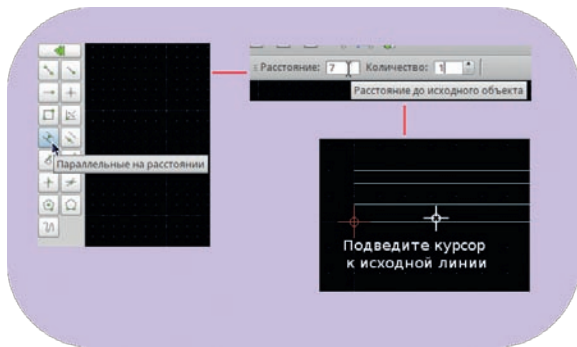 Параллельные на расстоянии
Расстояние: 7 Количество: 1
Расстояние до исходного объекта
Подведите курсор
к исходной линии